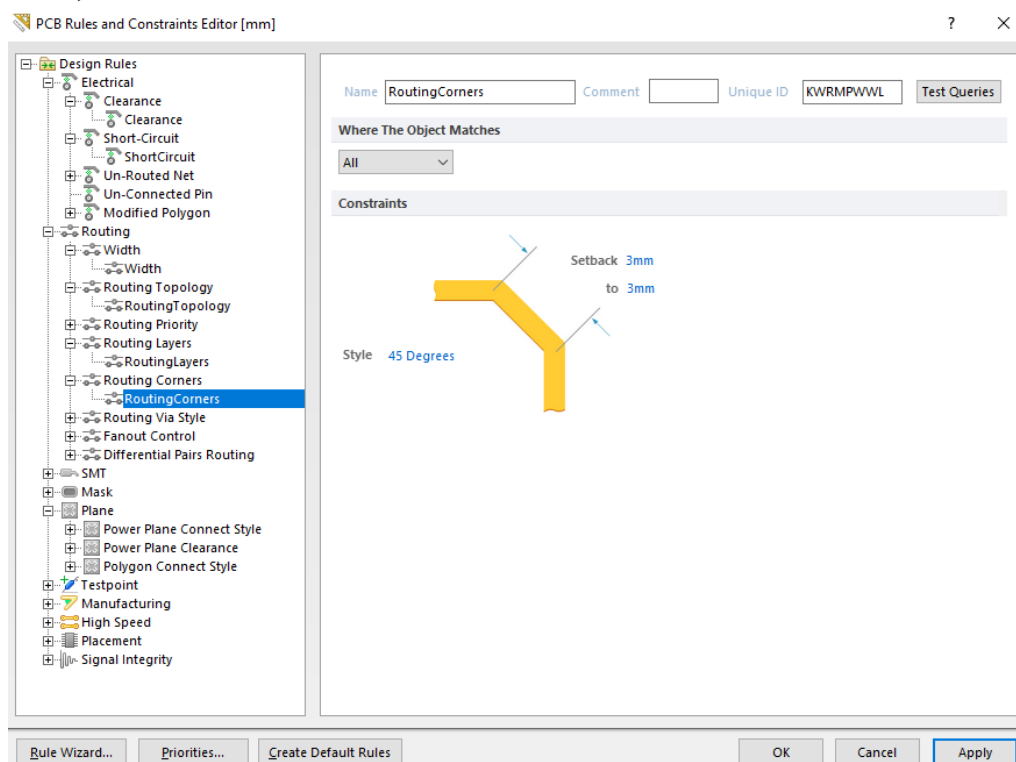 PCB Rules and Constraints Editor [mm]
?
Design Rules
Electrical
Clearance
Clearance
Short-Circuit
ShortCircuit
Un-Routed Net
Un-Connected Pin
Modified Polygon
Routing
Width
Width
Routing Topology
RoutingTopology
Routing Priority
Routing Layers
RoutingLayers
Routing Corners
RoutingCorners
Routing Via Style
Fanout Control
Differential Pairs Routing
SMT
Mask
Plane
Power Plane Connect Style
Power Plane Clearance
Polygon Connect Style
Testpoint
Manufacturing
High Speed
Placement
Signal Integrity
Name RoutingCorners Comment Unique ID KWRMPWWL Test Queries
Where The Object Matches
All
Constraints
Setback 3mm
to 3mm
Style 45 Degrees
Rule Wizard... Priorities... Create Default Rules OK Cancel Apply